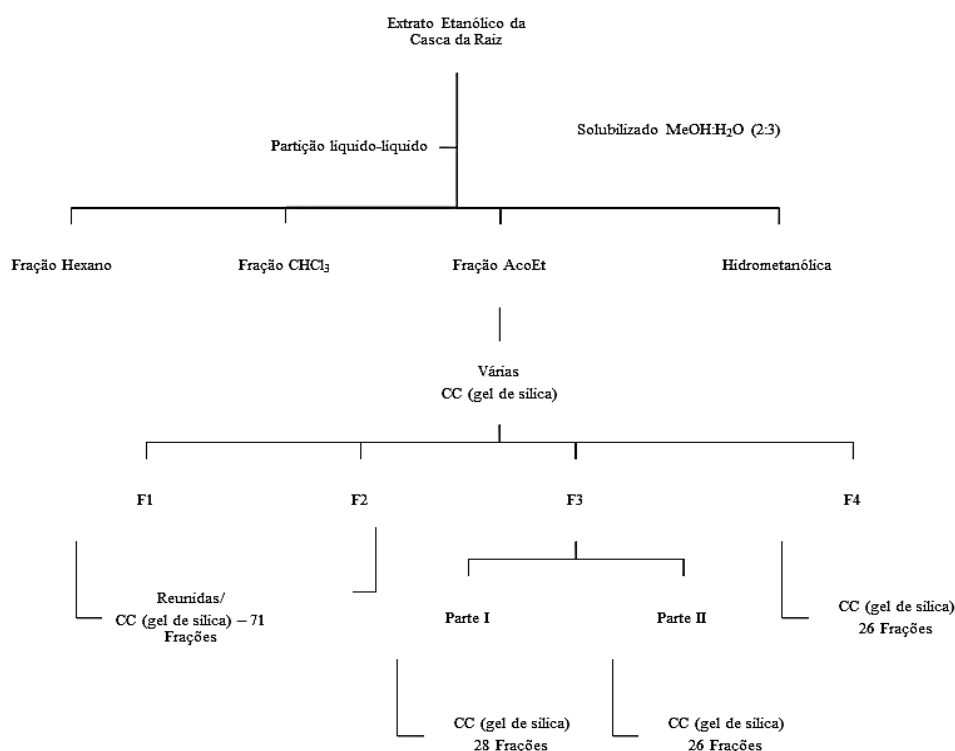 Extrato Etanólico da
Casca da Raiz
Solubilizado MeOH:H₂O (2:3)
Partição líquido-líquido
Fração Hexano
Fração CHCl₃
Fração AcoEt
Hidrometanólica
Várias
CC (gel de sílica)
F1
F2
F3
F4
Reunidas/
CC (gel de sílica) – 71
Frações
Parte I
Parte II
CC (gel de sílica)
26 Frações
CC (gel de sílica)
28 Frações
CC (gel de sílica)
26 Frações